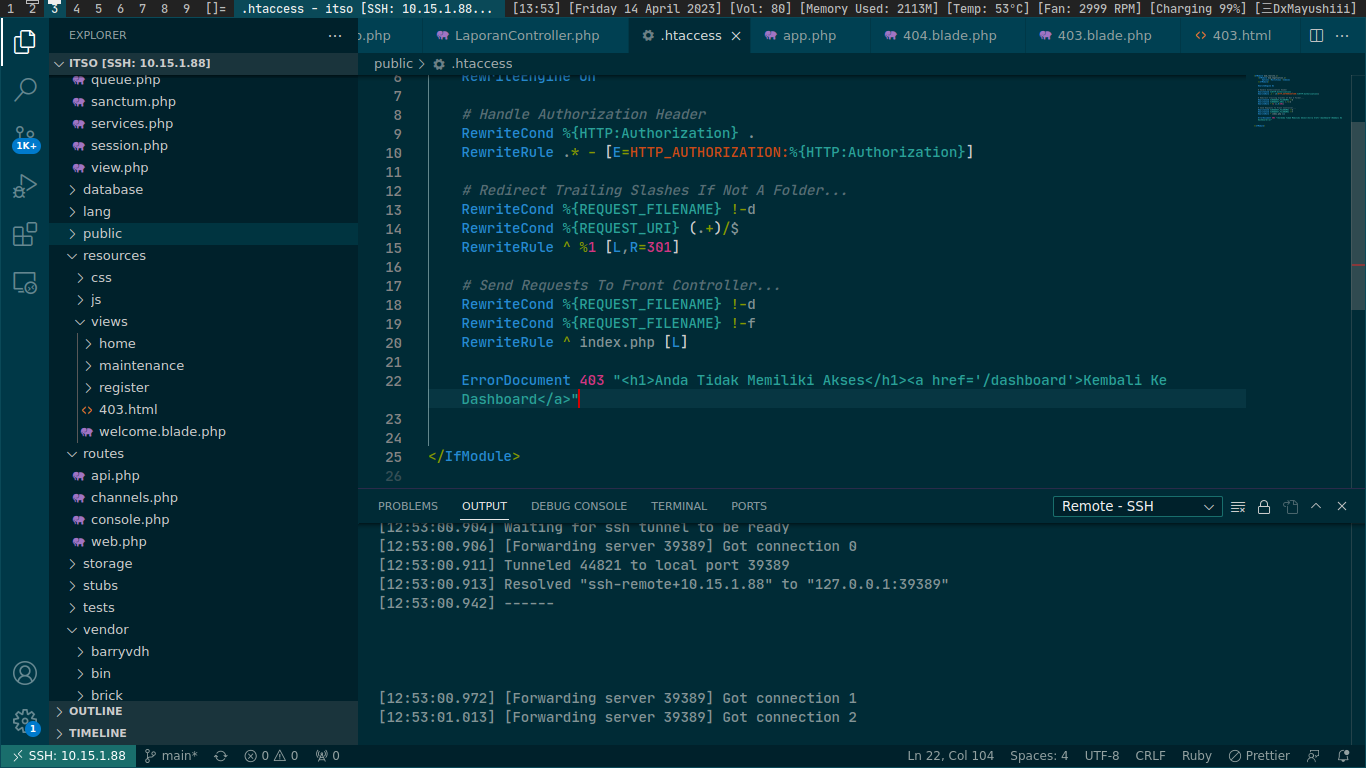 1 2 3 4 5 6 7 8 9 []= .htaccess - itso [SSH: 10.15.1.88... [13:53] [Friday 14 April 2023] [Vol: 80] [Memory Used: 2113M] [Temp: 53°C] [Fan: 2999 RPM] [Charging 99%] [三DxMayushiii]
EXPLORER
ITSO [SSH: 10.15.1.88]
queue.php
sanctum.php
services.php
session.php
view.php
database
lang
public
resources
css
js
views
home
maintenance
register
403.html
welcome.blade.php
routes
api.php
channels.php
console.php
web.php
storage
stubs
tests
vendor
barryvdh
bin
brick
OUTLINE
TIMELINE
1K+
1
.php LaporanController.php .htaccess app.php 404.blade.php 403.blade.php 403.html
public > .htaccess
6 RewriteEngine On
7
8 # Handle Authorization Header
9 RewriteCond %{HTTP:Authorization} .
10 RewriteRule .* - [E=HTTP_AUTHORIZATION:%{HTTP:Authorization}]
11
12 # Redirect Trailing Slashes If Not A Folder...
13 RewriteCond %{REQUEST_FILENAME} !-d
14 RewriteCond %{REQUEST_URI} (.+)/$
15 RewriteRule ^ %1 [L,R=301]
16
17 # Send Requests To Front Controller...
18 RewriteCond %{REQUEST_FILENAME} !-d
19 RewriteCond %{REQUEST_FILENAME} !-f
20 RewriteRule ^ index.php [L]
21
22 ErrorDocument 403 "<h1>Anda Tidak Memiliki Akses</h1><a href='/dashboard'>Kembali Ke
Dashboard</a>"
23
24
25 </IfModule>
26
PROBLEMS OUTPUT DEBUG CONSOLE TERMINAL PORTS Remote - SSH
[12:53:00.904] Waiting for ssh tunnel to be ready
[12:53:00.906] [Forwarding server 39389] Got connection 0
[12:53:00.911] Tunneled 44821 to local port 39389
[12:53:00.913] Resolved "ssh-remote+10.15.1.88" to "127.0.0.1:39389"
[12:53:00.942] ------
[12:53:00.972] [Forwarding server 39389] Got connection 1
[12:53:01.013] [Forwarding server 39389] Got connection 2
SSH: 10.15.1.88 main* 0 0 0 Ln 22, Col 104 Spaces: 4 UTF-8 CRLF Ruby Prettier